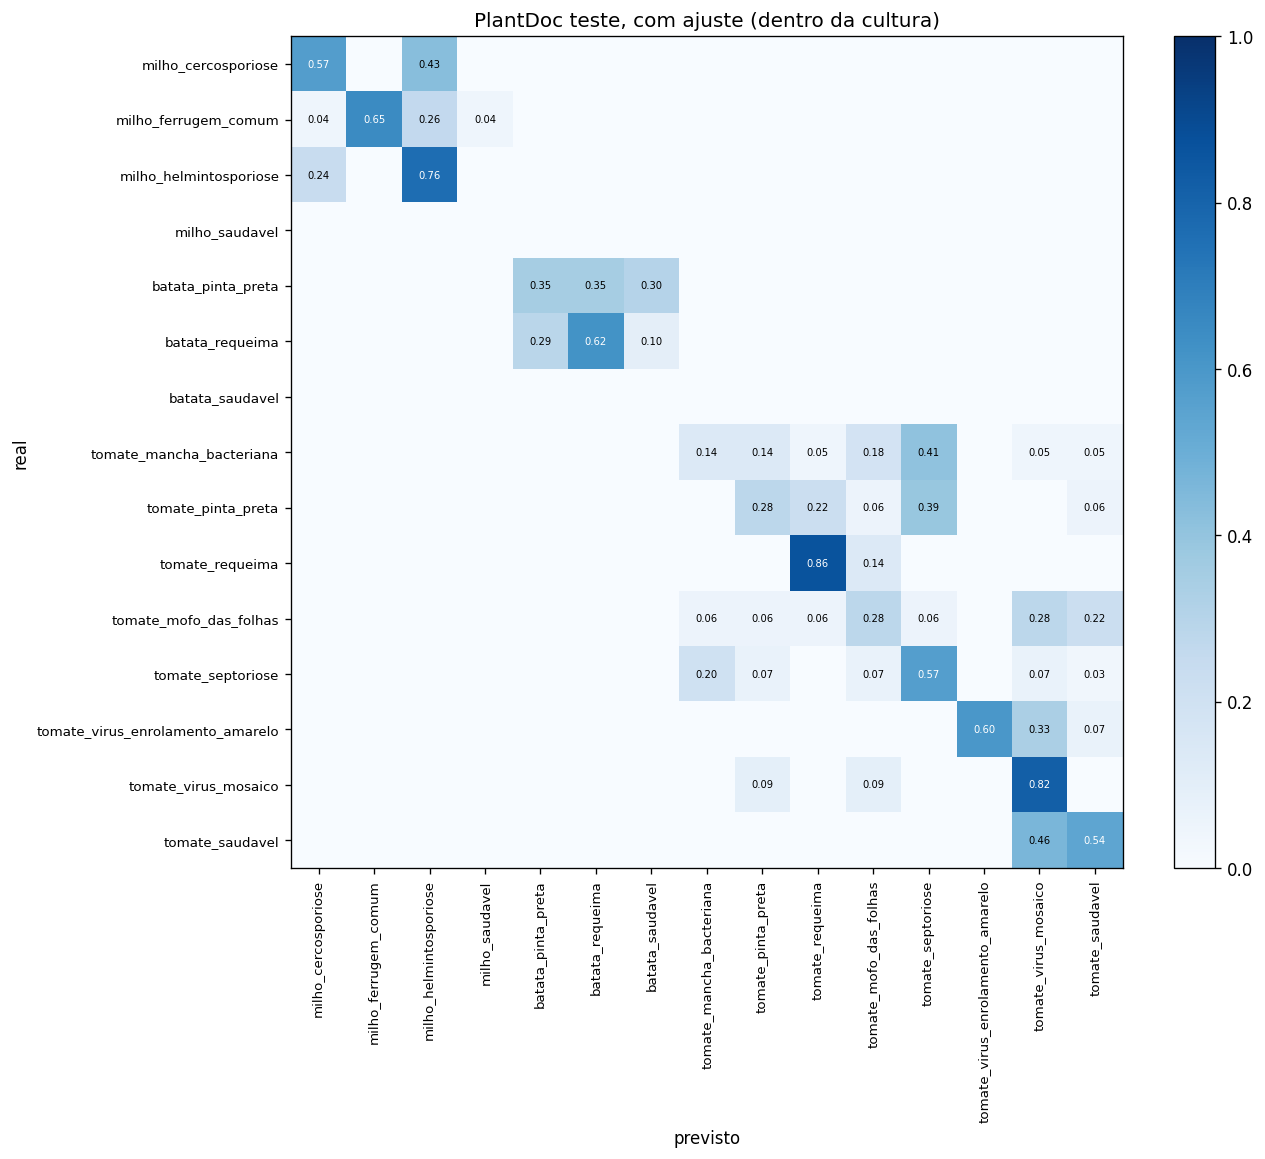 PlantDoc teste, com ajuste (dentro da cultura)
real
milho_cercosporiose 0.57 0.43
milho_ferrugem_comum 0.04 0.65 0.26 0.04
milho_helmintosporiose 0.24 0.76
milho_saudavel
batata_pinta_preta 0.35 0.35 0.30
batata_requeima 0.29 0.62 0.10
batata_saudavel
tomate_mancha_bacteriana 0.14 0.14 0.05 0.18 0.41 0.05 0.05
tomate_pinta_preta 0.28 0.22 0.06 0.39 0.06
tomate_requeima 0.86 0.14
tomate_mofo_das_folhas 0.06 0.06 0.06 0.28 0.06 0.28 0.22
tomate_septoriose 0.20 0.07 0.07 0.57 0.07 0.03
tomate_virus_enrolamento_amarelo 0.60 0.33 0.07
tomate_virus_mosaico 0.09 0.09 0.82
tomate_saudavel 0.46 0.54
milho_cercosporiose
milho_ferrugem_comum
milho_helmintosporiose
milho_saudavel
batata_pinta_preta
batata_requeima
batata_saudavel
tomate_mancha_bacteriana
tomate_pinta_preta
tomate_requeima
tomate_mofo_das_folhas
tomate_septoriose
tomate_virus_enrolamento_amarelo
tomate_virus_mosaico
tomate_saudavel
previsto
1.0
0.8
0.6
0.4
0.2
0.0